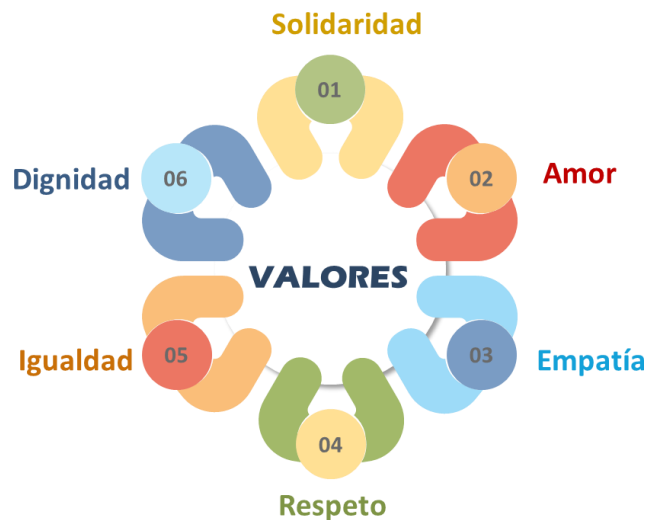 Solidaridad
01
02
Amor
03
Empatía
04
Respeto
05
Igualdad
06
Dignidad
VALORES